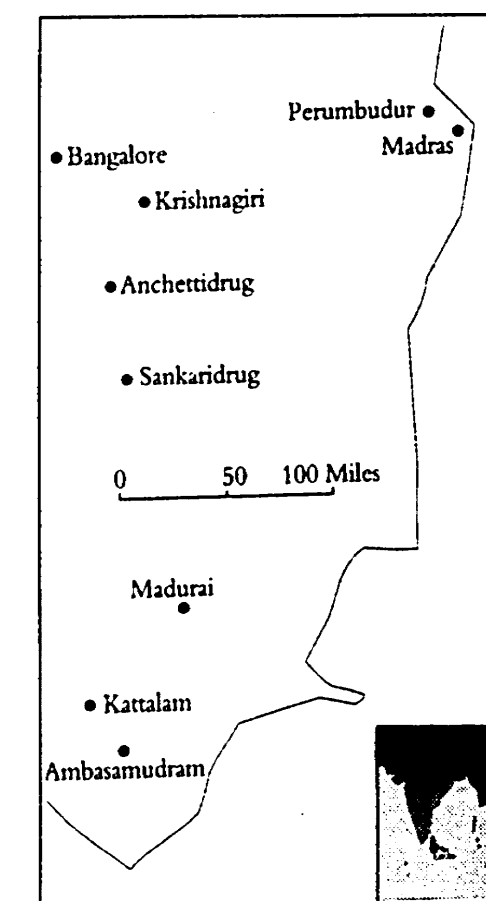 Perumbudur
Madras
Bangalore
Krishnagiri
Anchettidrug
Sankaridrug
0 50 100 Miles
Madurai
Kattalam
Ambasamudram